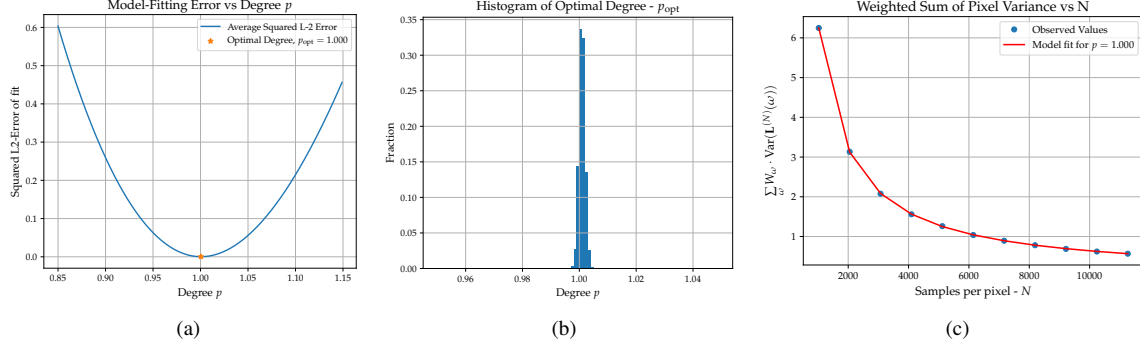 Model-Fitting Error vs Degree p
Squared L2-Error of fit
0.6
0.5
0.4
0.3
0.2
0.1
0.0
Average Squared L-2 Error
Optimal Degree, p_opt = 1.000
0.85 0.90 0.95 1.00 1.05 1.10 1.15
Degree p
(a)
Histogram of Optimal Degree - p_opt
Fraction
0.35
0.30
0.25
0.20
0.15
0.10
0.05
0.00
0.96 0.98 1.00 1.02 1.04
Degree p
(b)
Weighted Sum of Pixel Variance vs N
∑_ω W_ω · Var(L^(N)(ω))
6
5
4
3
2
1
Observed Values
Model fit for p = 1.000
2000 4000 6000 8000 10000
Samples per pixel - N
(c)